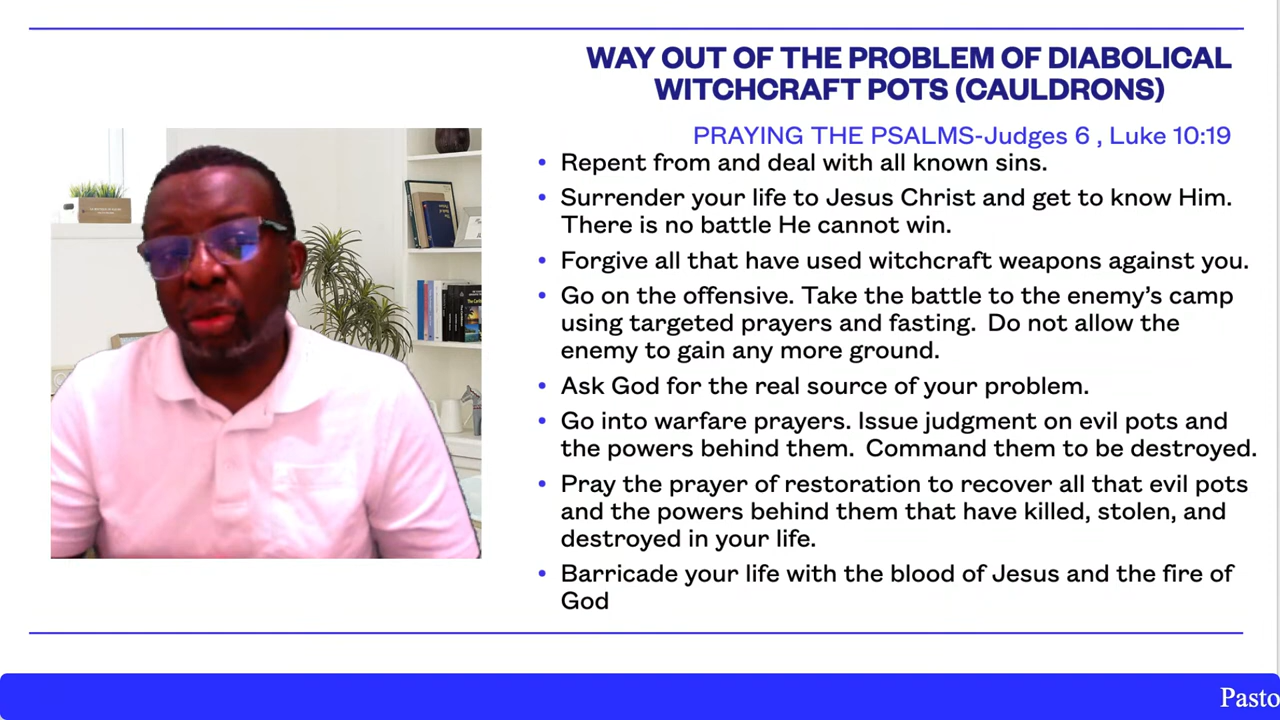 WAY OUT OF THE PROBLEM OF DIABOLICAL
WITCHCRAFT POTS (CAULDRONS)
PRAYING THE PSALMS-Judges 6 , Luke 10:19
• Repent from and deal with all known sins.
• Surrender your life to Jesus Christ and get to know Him.
There is no battle He cannot win.
• Forgive all that have used witchcraft weapons against you.
• Go on the offensive. Take the battle to the enemy's camp
using targeted prayers and fasting. Do not allow the
enemy to gain any more ground.
• Ask God for the real source of your problem.
• Go into warfare prayers. Issue judgment on evil pots and
the powers behind them. Command them to be destroyed.
• Pray the prayer of restoration to recover all that evil pots
and the powers behind them that have killed, stolen, and
destroyed in your life.
• Barricade your life with the blood of Jesus and the fire of
God
Pasto